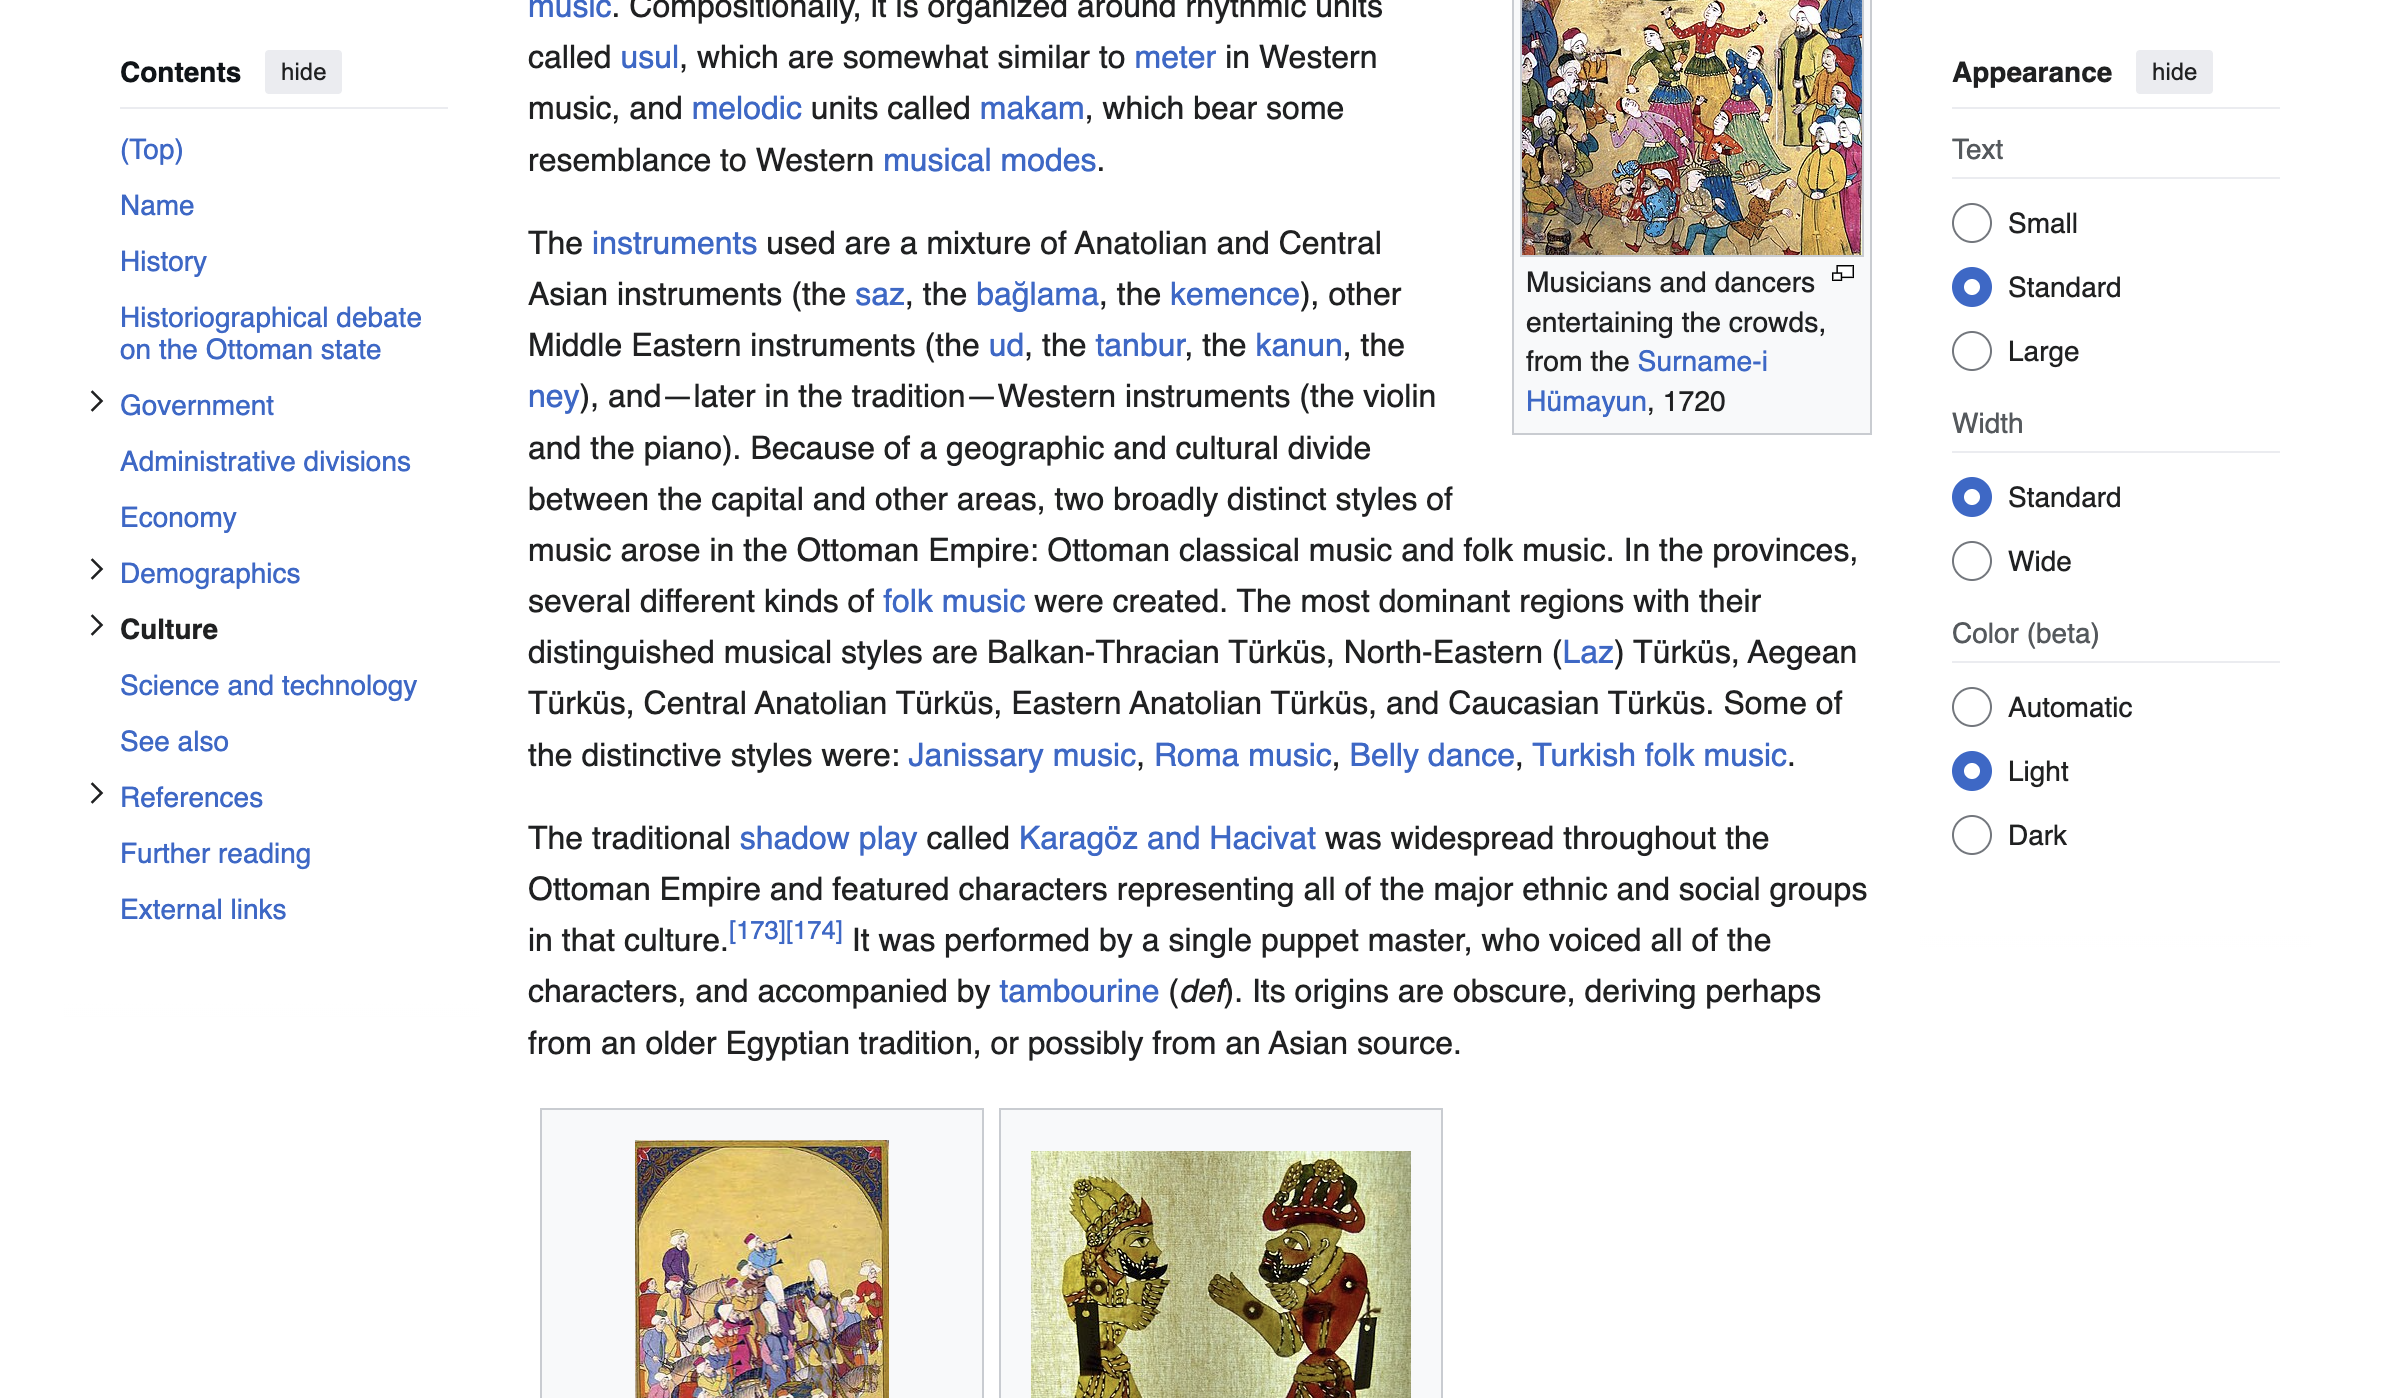 Contents hide
(Top)
Name
History
Historiographical debate
on the Ottoman state
Government
Administrative divisions
Economy
Demographics
Culture
Science and technology
See also
References
Further reading
External links
music. Compositionally, it is organized around rhythmic units
called usul, which are somewhat similar to meter in Western
music, and melodic units called makam, which bear some
resemblance to Western musical modes.
The instruments used are a mixture of Anatolian and Central
Asian instruments (the saz, the bağlama, the kemence), other
Middle Eastern instruments (the ud, the tanbur, the kanun, the
ney), and—later in the tradition—Western instruments (the violin
and the piano). Because of a geographic and cultural divide
between the capital and other areas, two broadly distinct styles of
music arose in the Ottoman Empire: Ottoman classical music and folk music. In the provinces,
several different kinds of folk music were created. The most dominant regions with their
distinguished musical styles are Balkan-Thracian Türküs, North-Eastern (Laz) Türküs, Aegean
Türküs, Central Anatolian Türküs, Eastern Anatolian Türküs, and Caucasian Türküs. Some of
the distinctive styles were: Janissary music, Roma music, Belly dance, Turkish folk music.
The traditional shadow play called Karagöz and Hacivat was widespread throughout the
Ottoman Empire and featured characters representing all of the major ethnic and social groups
in that culture.[173][174] It was performed by a single puppet master, who voiced all of the
characters, and accompanied by tambourine (def). Its origins are obscure, deriving perhaps
from an older Egyptian tradition, or possibly from an Asian source.
Musicians and dancers
entertaining the crowds,
from the Surname-i
Hümayun, 1720
Appearance hide
Text
Small
Standard
Large
Width
Standard
Wide
Color (beta)
Automatic
Light
Dark